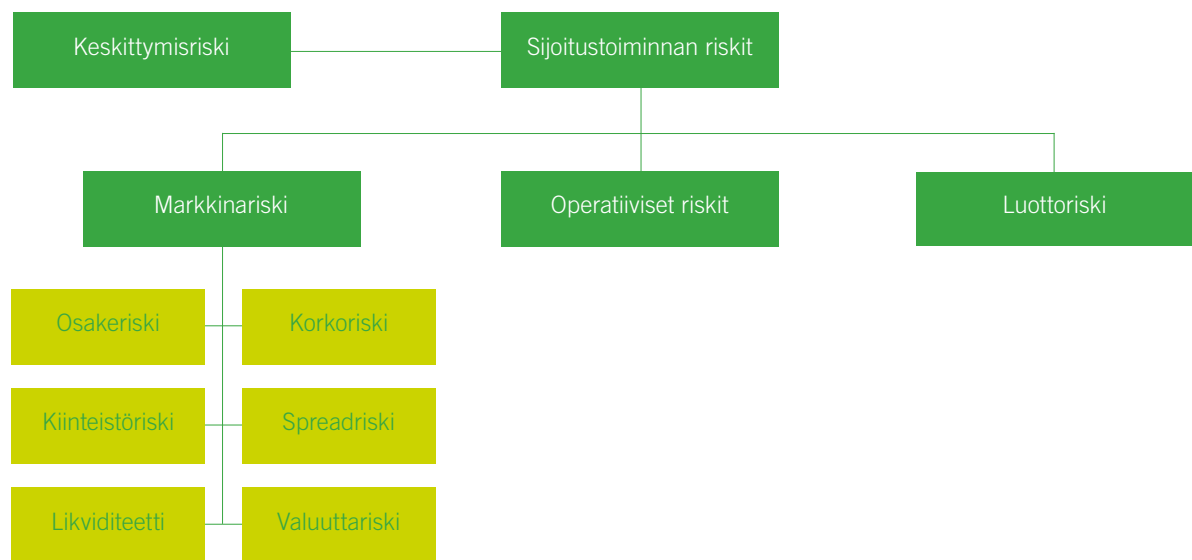 Keskittymisriski
Sijoitustoiminnan riskit
Markkinariski
Operatiiviset riskit
Luottoriski
Osakeriski
Korkoriski
Kiinteistöriski
Spreadriski
Likviditeetti
Valuuttariski